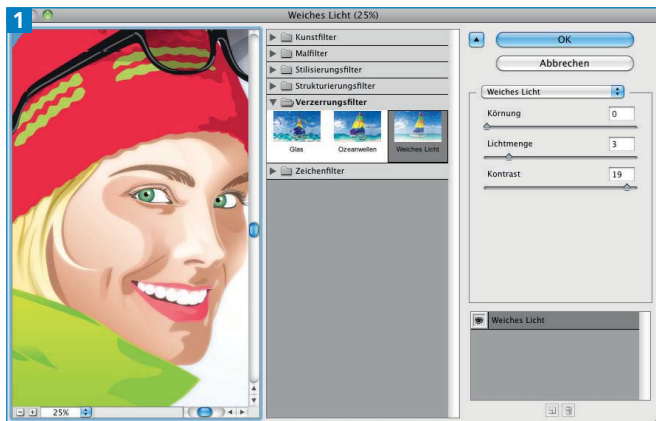 1
Weiches Licht (25%)
Kunstfilter
Malfilter
Stilisierungsfilter
Strukturierungsfilter
Verzerrungsfilter
Glas
Ozeanwellen
Weiches Licht
Zeichenfilter
25%
OK
Abbrechen
Weiches Licht
Körnung
0
Lichtmenge
3
Kontrast
19
Weiches Licht